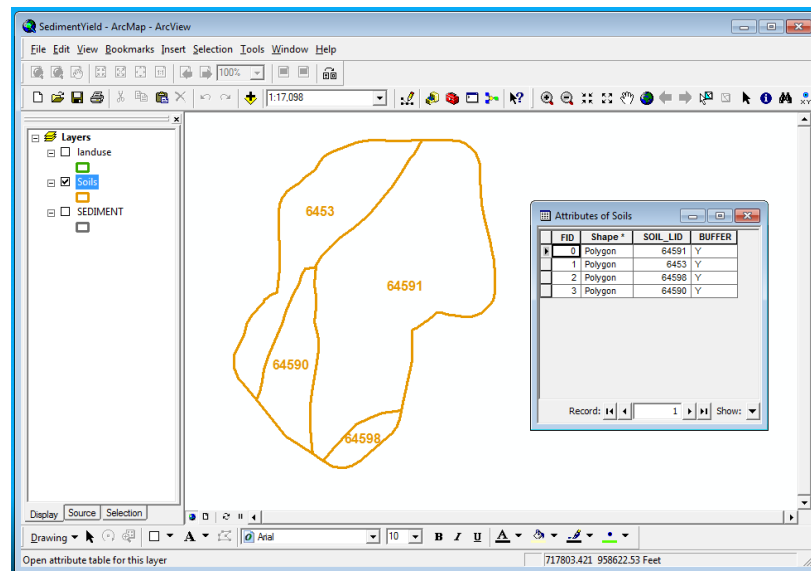 SedimentYield - ArcMap - ArcView
File Edit View Bookmarks Insert Selection Tools Window Help
100%
1:17,098
Layers
landuse
Soils
SEDIMENT
6453
64591
64590
64598
Attributes of Soils
FID Shape * SOIL_LID BUFFER
0 Polygon 64591 Y
1 Polygon 6453 Y
2 Polygon 64598 Y
3 Polygon 64590 Y
Record: 1 Show:
Display Source Selection
Drawing Arial 10 B I U A
Open attribute table for this layer 717803.421 958622.53 Feet